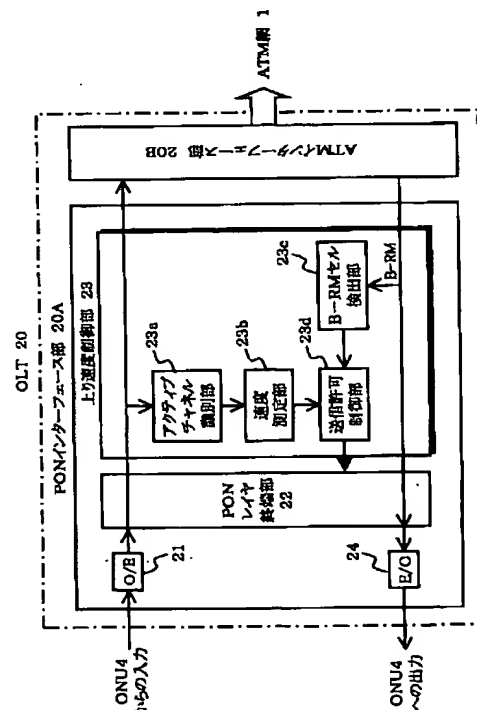 OLT 20
PONインターフェース部 20A
上り速度制御部 23
ONU4
からの入力
O/E
21
PON
レイヤ
終端部
22
23a
アクティブ
チャネル
識別部
23b
速度
測定部
23c
B-RMセル
検出部
23d
送信許可
制御部
B-RM
ATMインターフェース部 20B
ATM網 1
24
E/O
ONU4
への出力